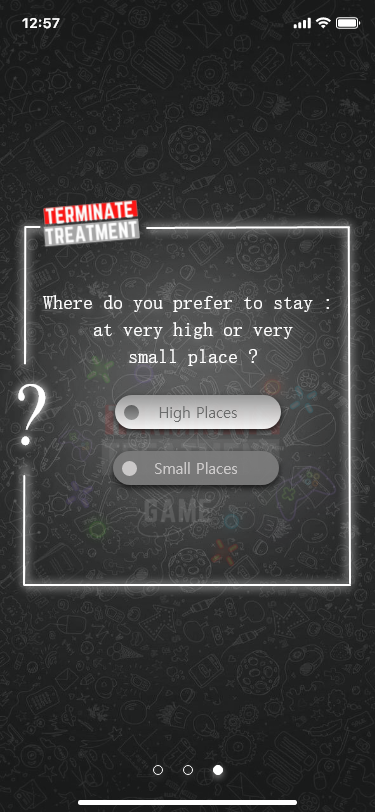 12:57
TERMINATE
TREATMENT
Where do you prefer to stay :
at very high or very
small place ?
?
High Places
Small Places
GAME